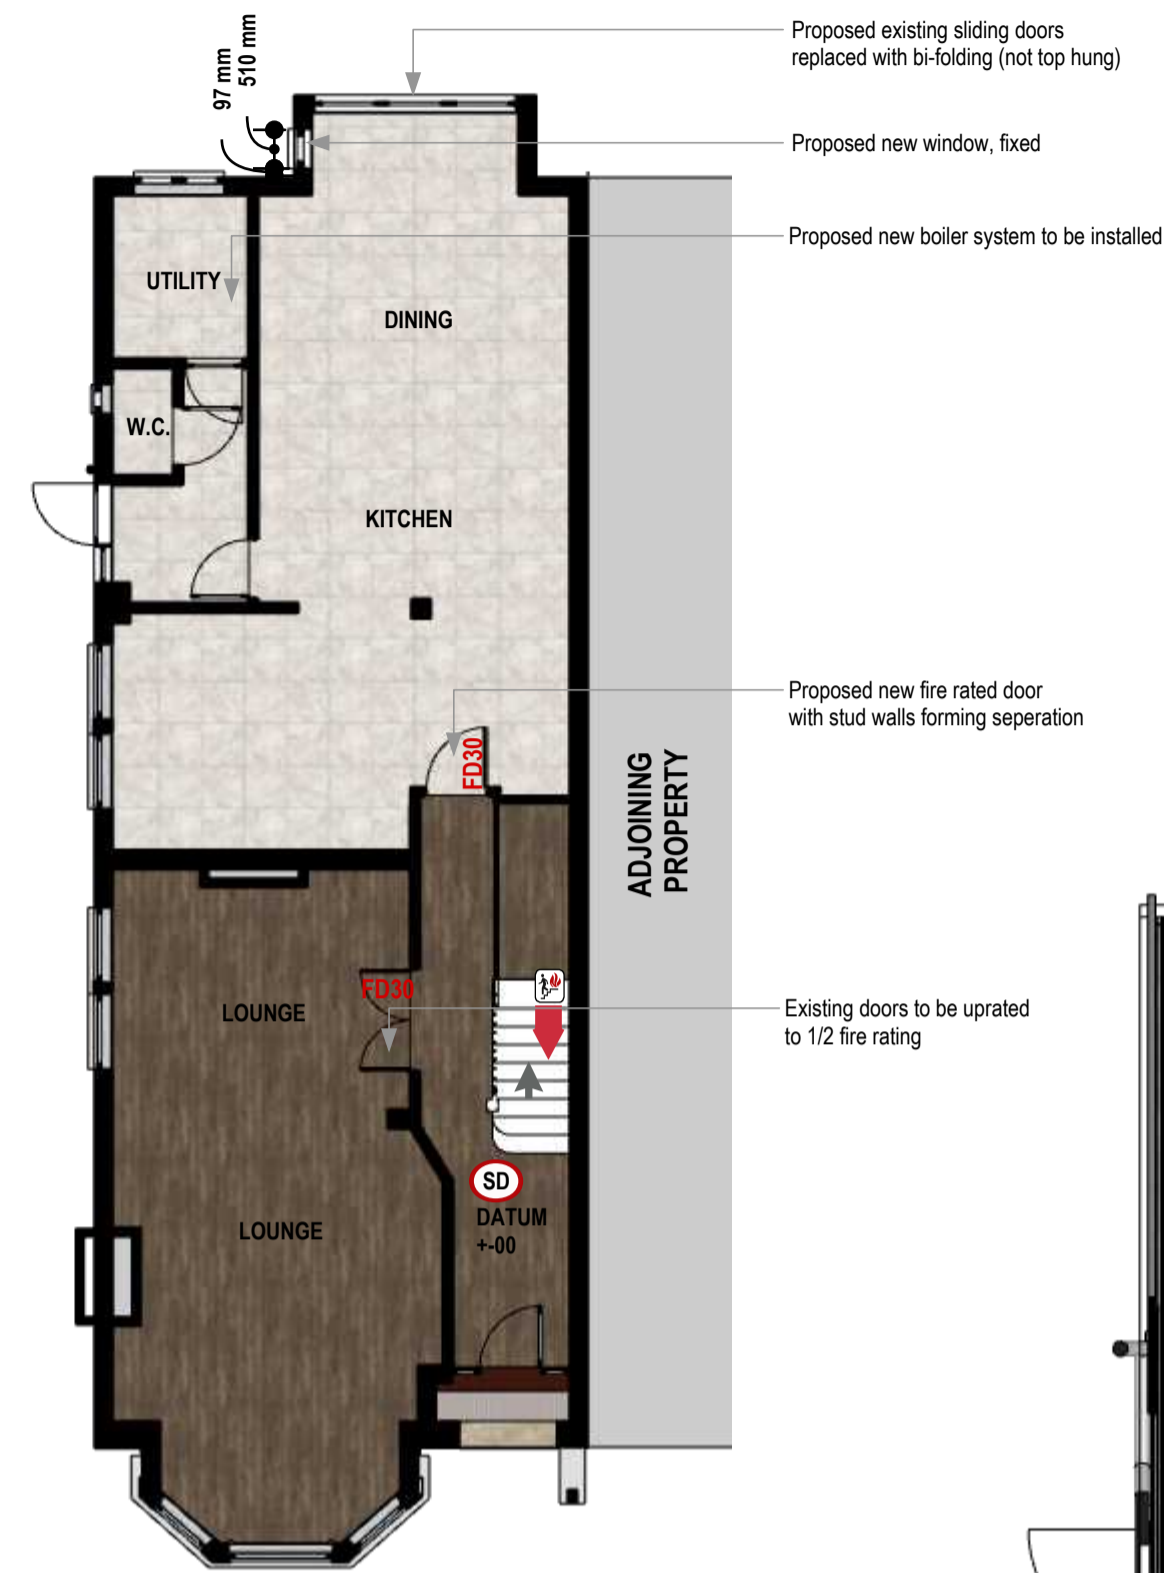 97 mm
510 mm
Proposed existing sliding doors
replaced with bi-folding (not top hung)
Proposed new window, fixed
Proposed new boiler system to be installed
UTILITY
DINING
W.C.
KITCHEN
Proposed new fire rated door
with stud walls forming seperation
FD30
ADJOINING
PROPERTY
FD30
LOUNGE
Existing doors to be uprated
to 1/2 fire rating
SD
DATUM
+-00
LOUNGE